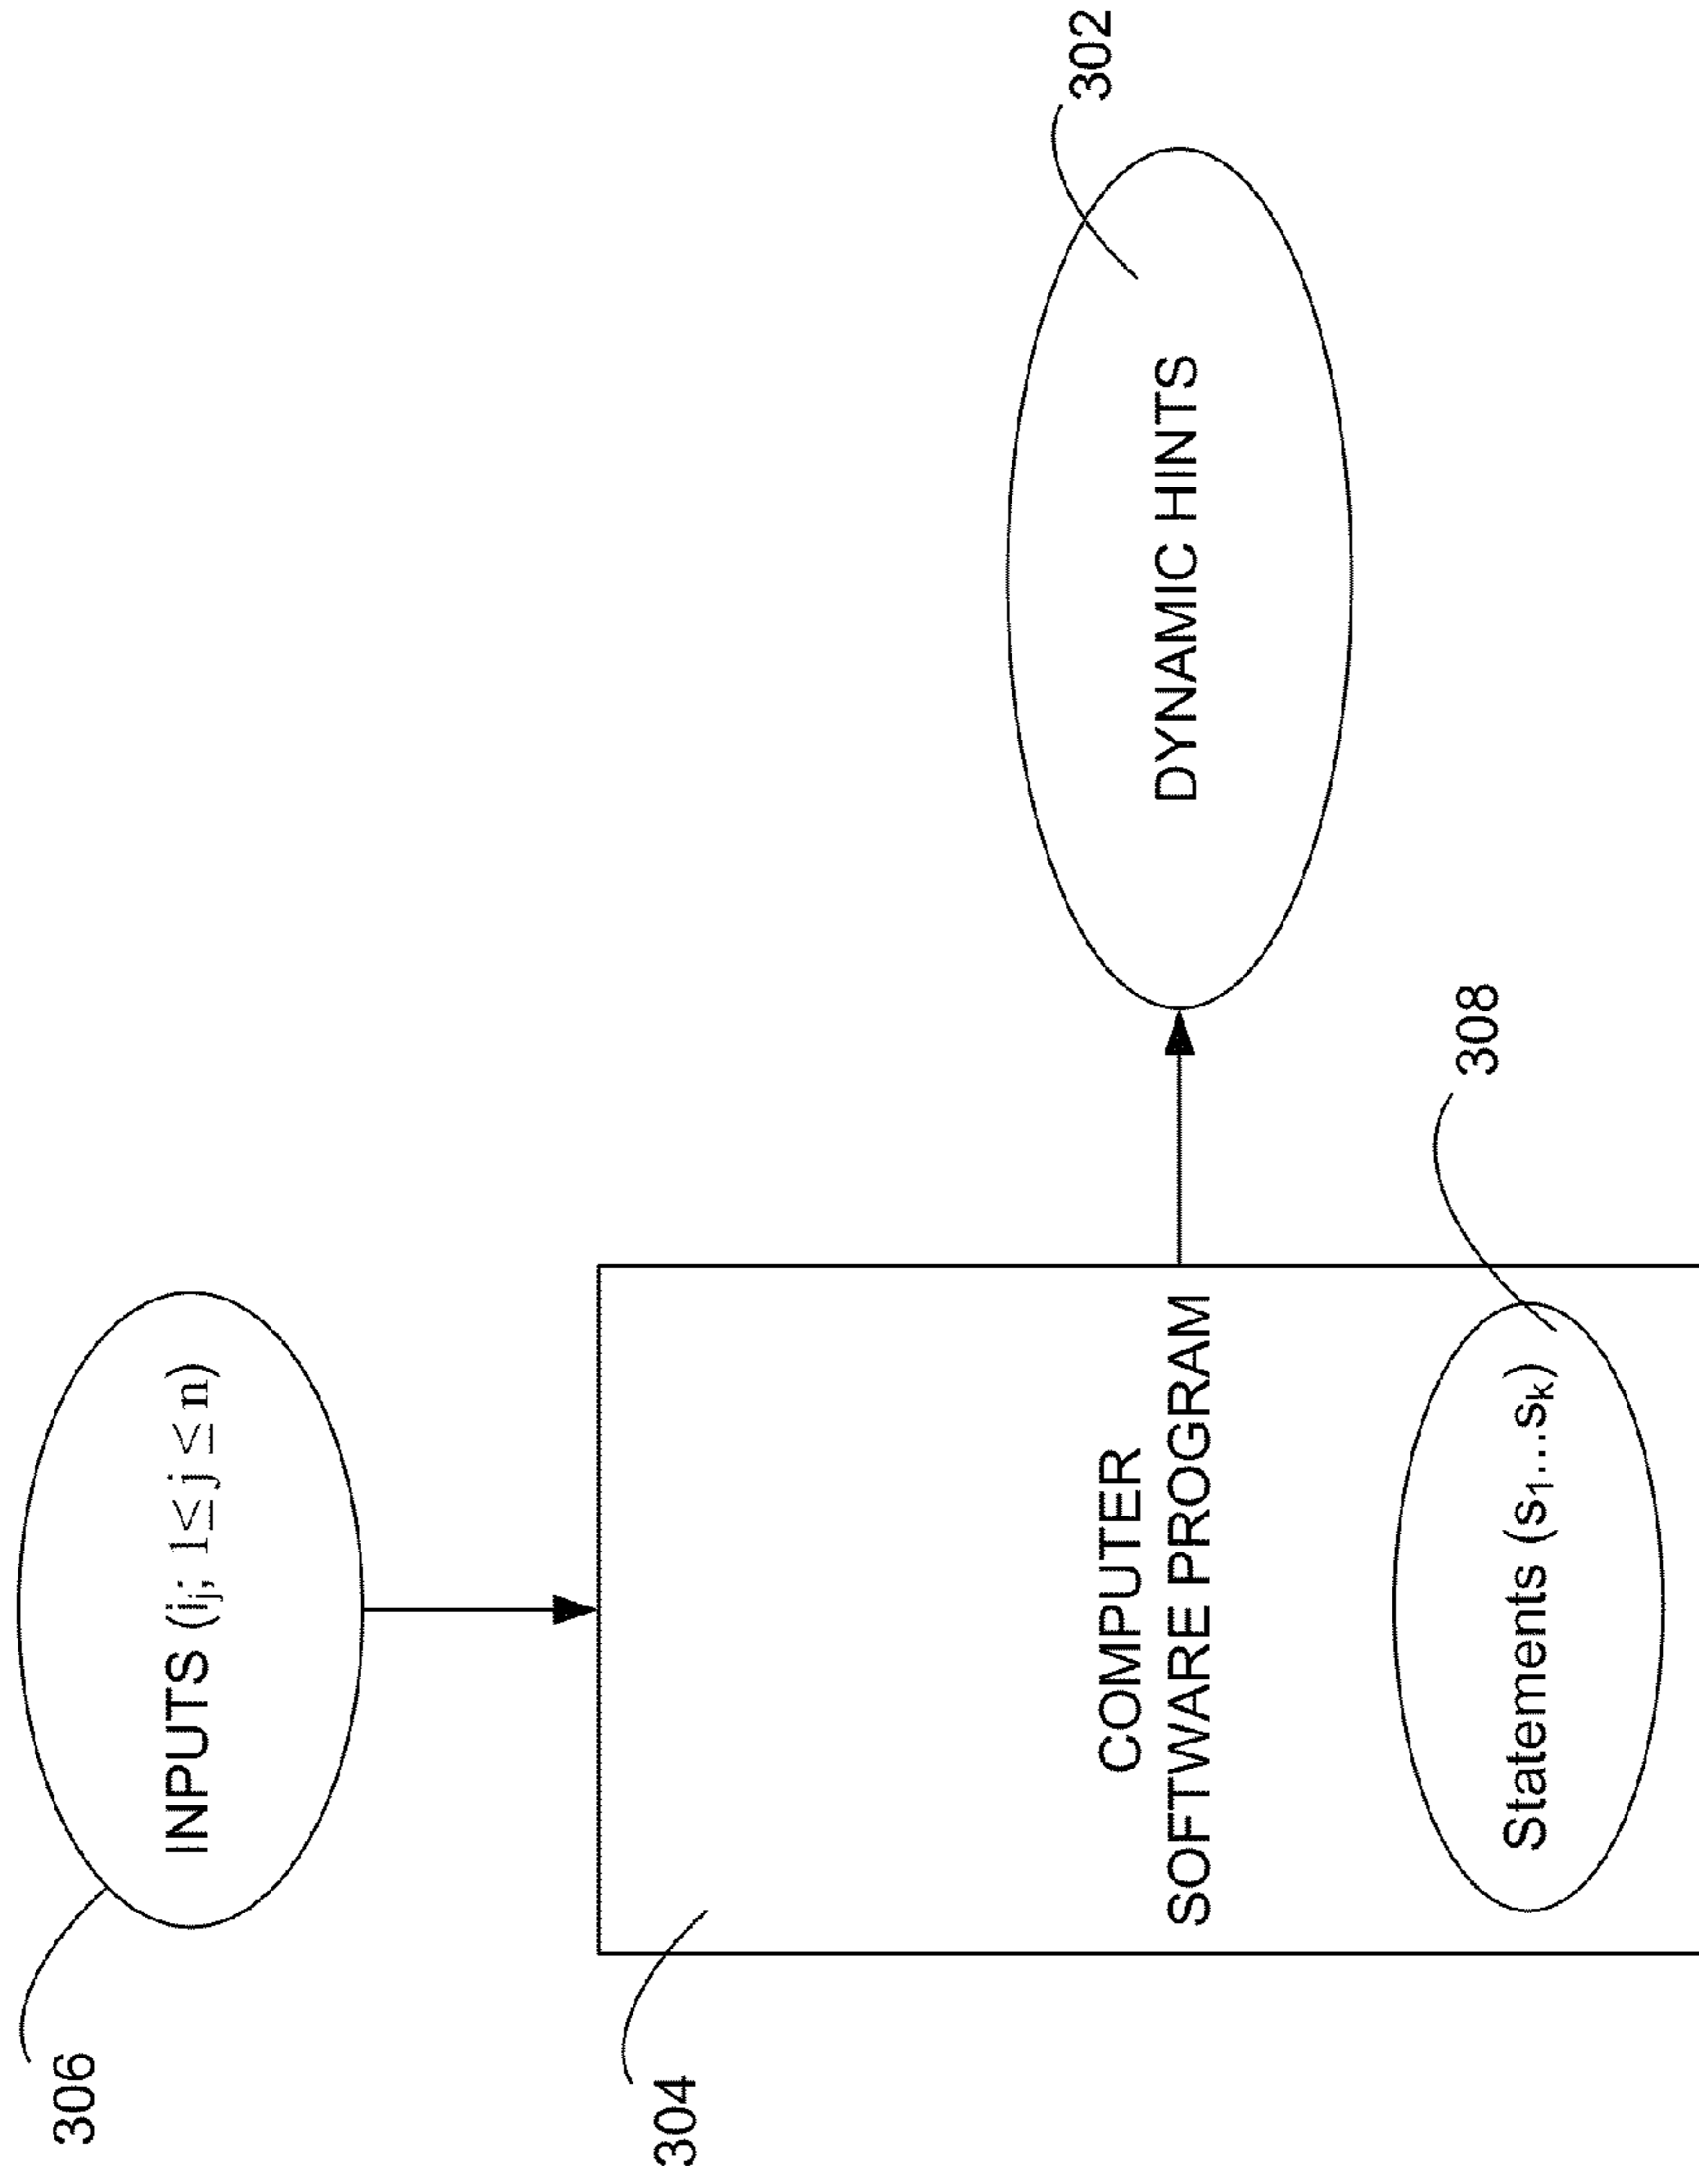 306
INPUTS (iⱼ; 1≤ j ≤ n)
304
COMPUTER
SOFTWARE PROGRAM
Statements (s₁...sₖ)
308
DYNAMIC HINTS
302